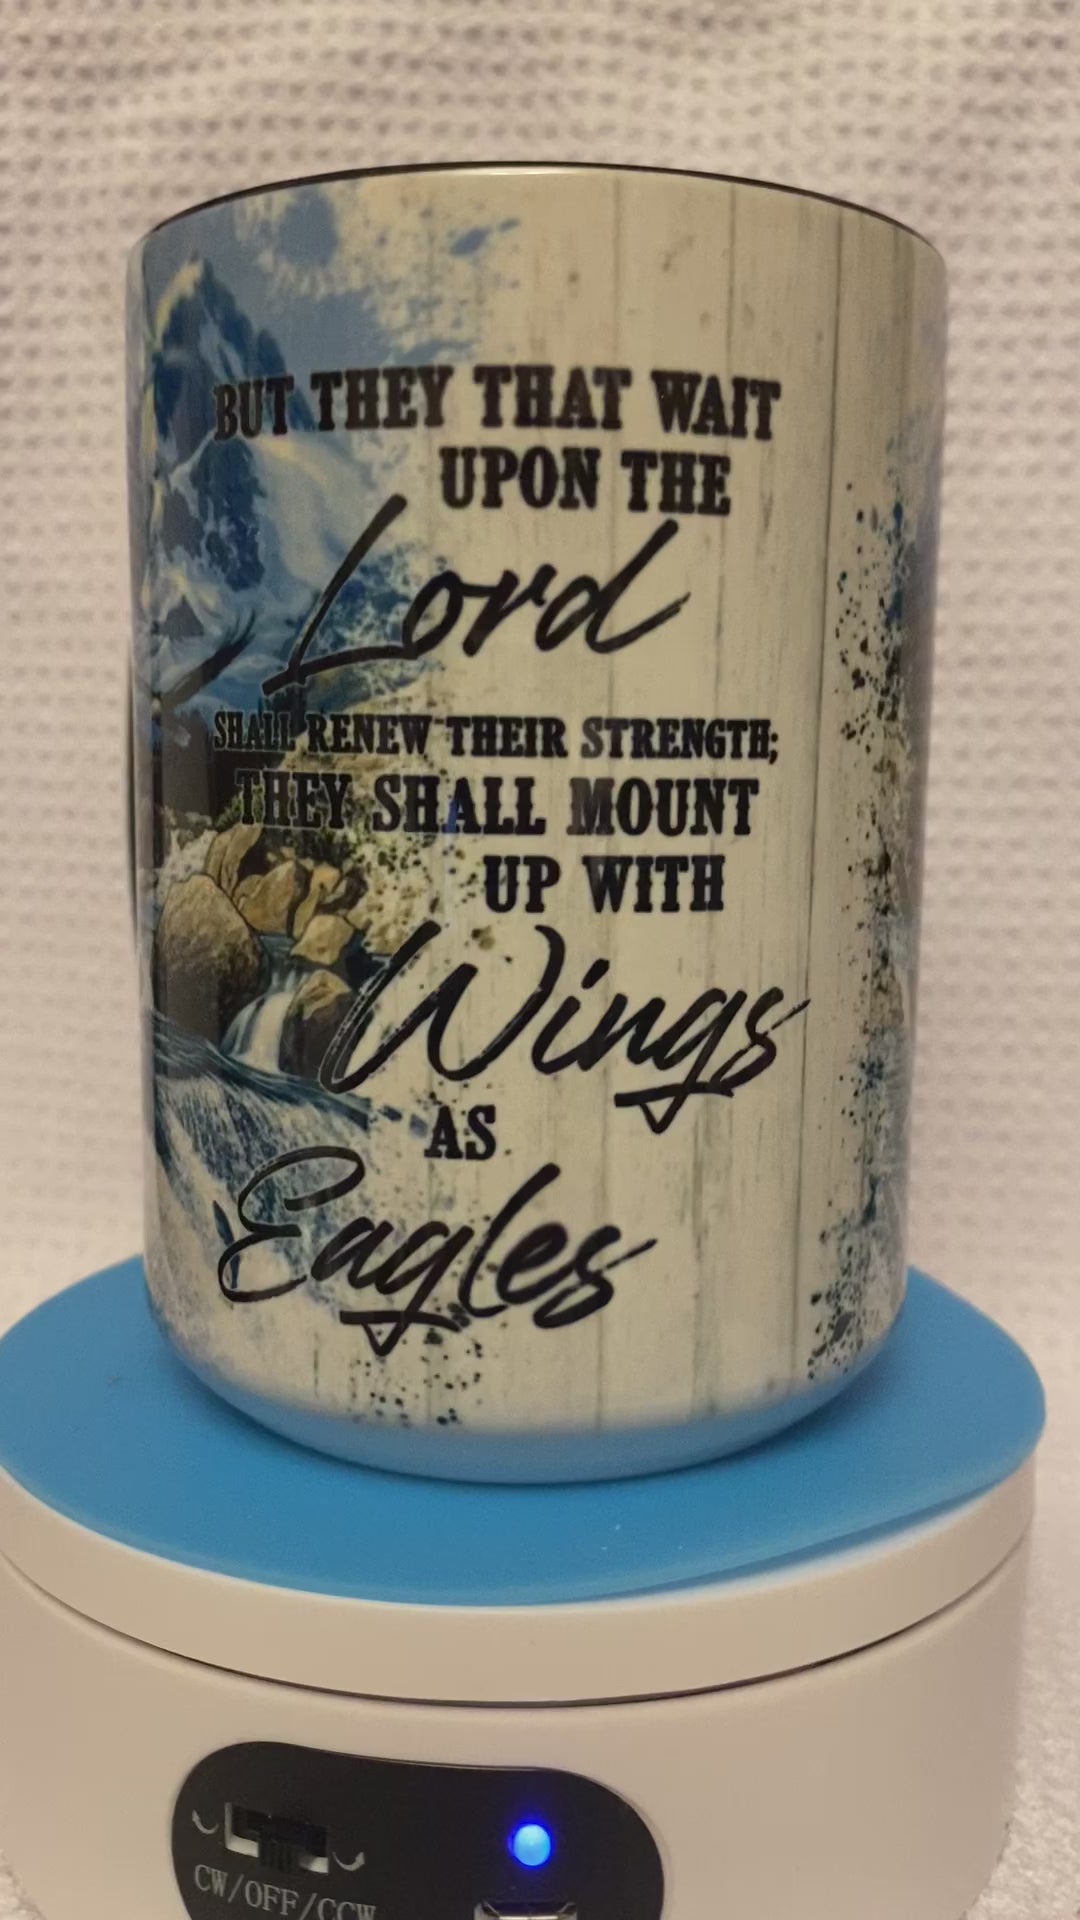 BUT THEY THAT WAIT
UPON THE
Lord
SHALL RENEW THEIR STRENGTH;
THEY SHALL MOUNT
UP WITH
Wings
AS
Eagles
CW/OFF/CCW